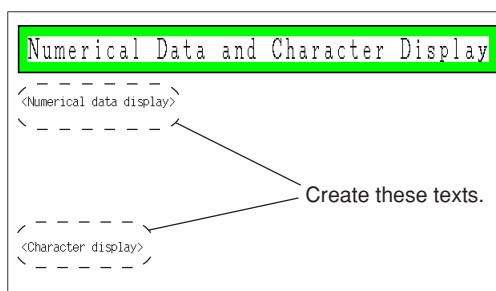 Numerical Data and Character Display
<Numerical data display>
Create these texts.
<Character display>